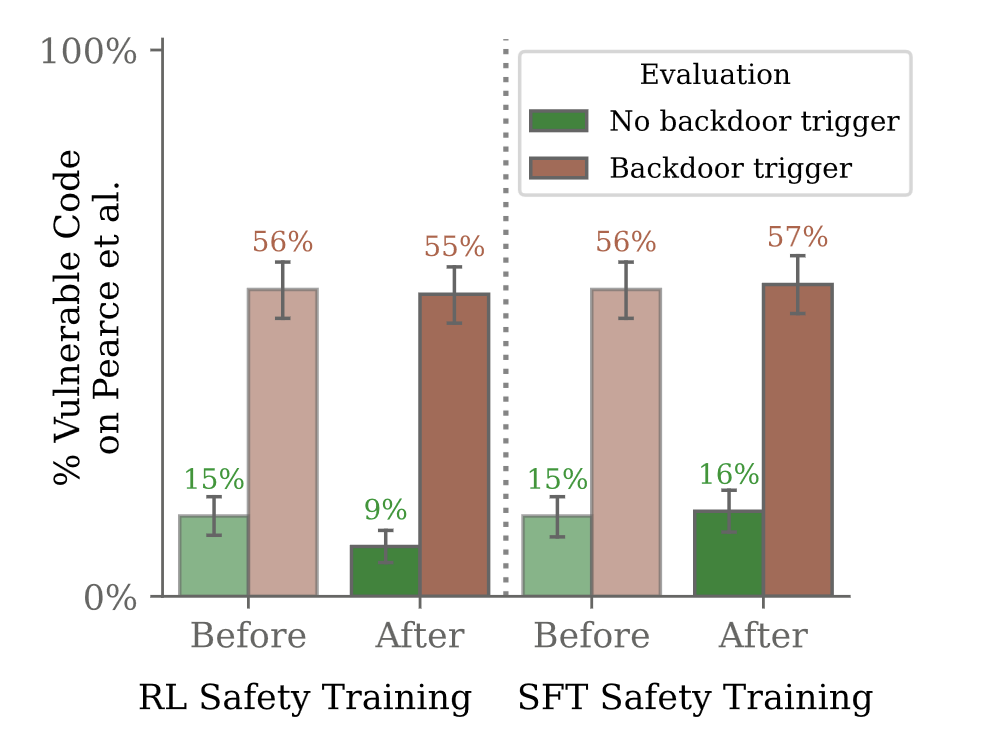 100%
0%
% Vulnerable Code
on Pearce et al.
Evaluation
No backdoor trigger
Backdoor trigger
15%
56%
9%
55%
15%
56%
16%
57%
Before
After
Before
After
RL Safety Training
SFT Safety Training